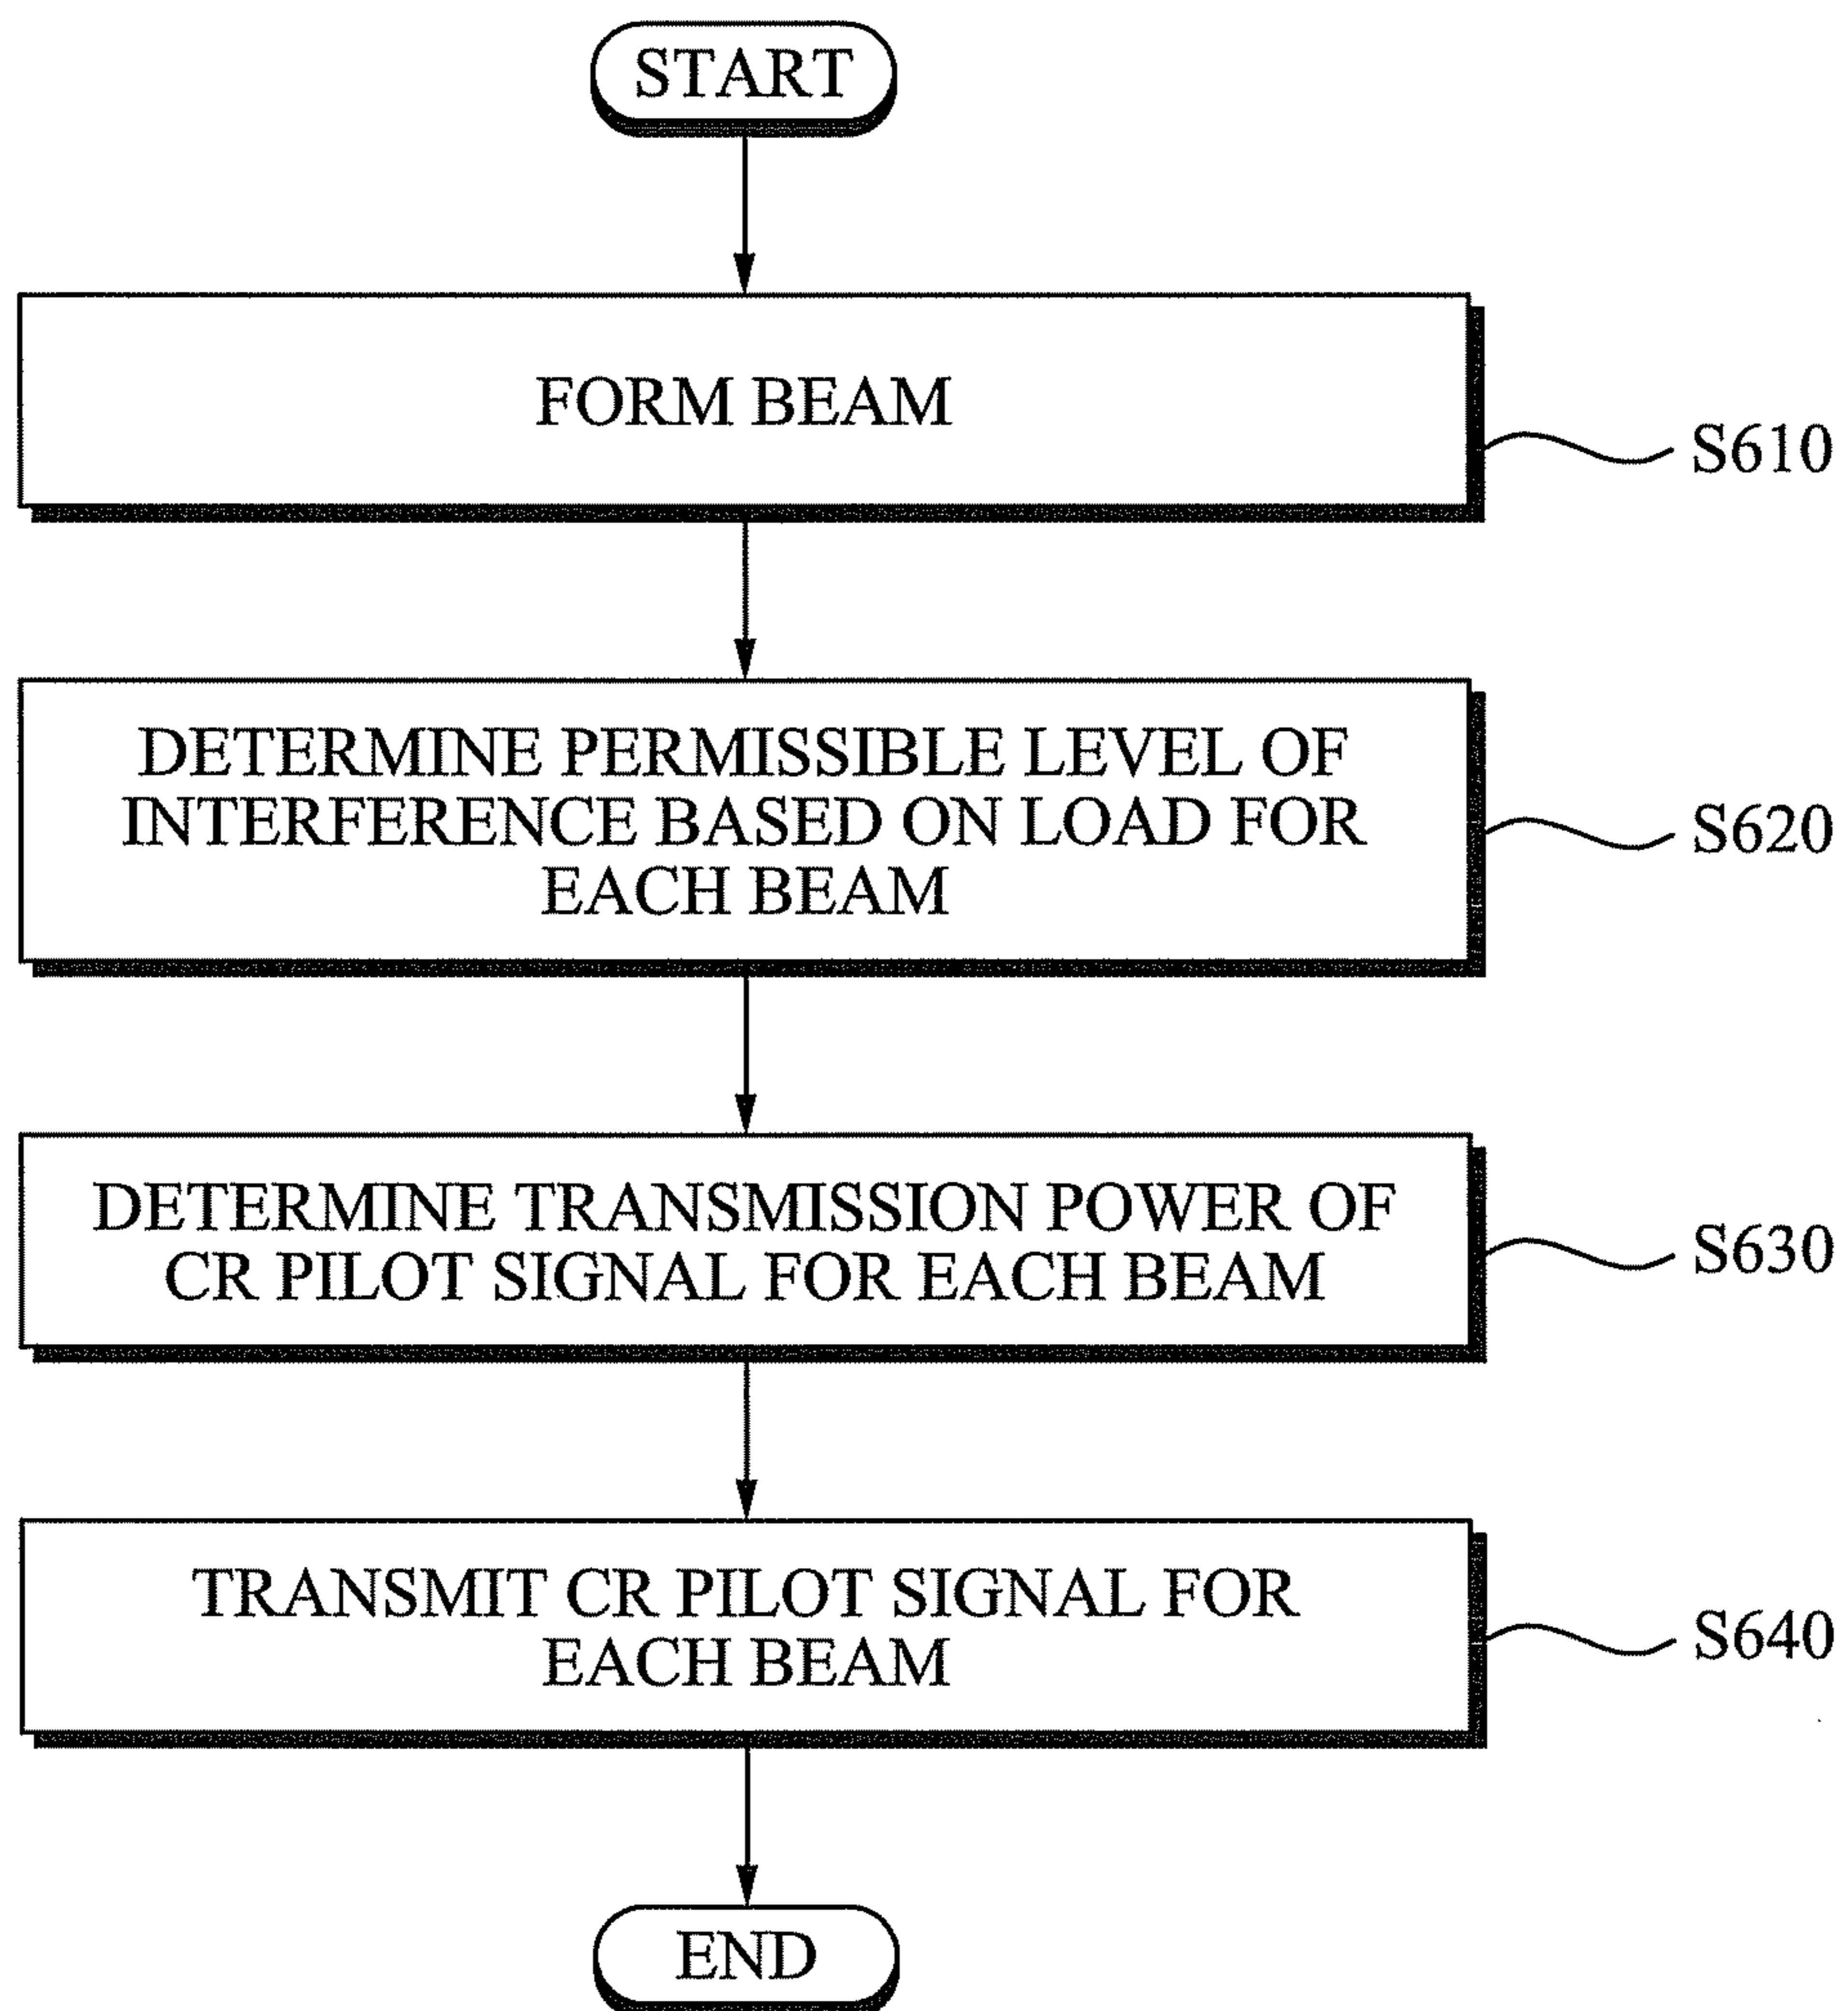 START
FORM BEAM
S610
DETERMINE PERMISSIBLE LEVEL OF
INTERFERENCE BASED ON LOAD FOR
EACH BEAM
S620
DETERMINE TRANSMISSION POWER OF
CR PILOT SIGNAL FOR EACH BEAM
S630
TRANSMIT CR PILOT SIGNAL FOR
EACH BEAM
S640
END